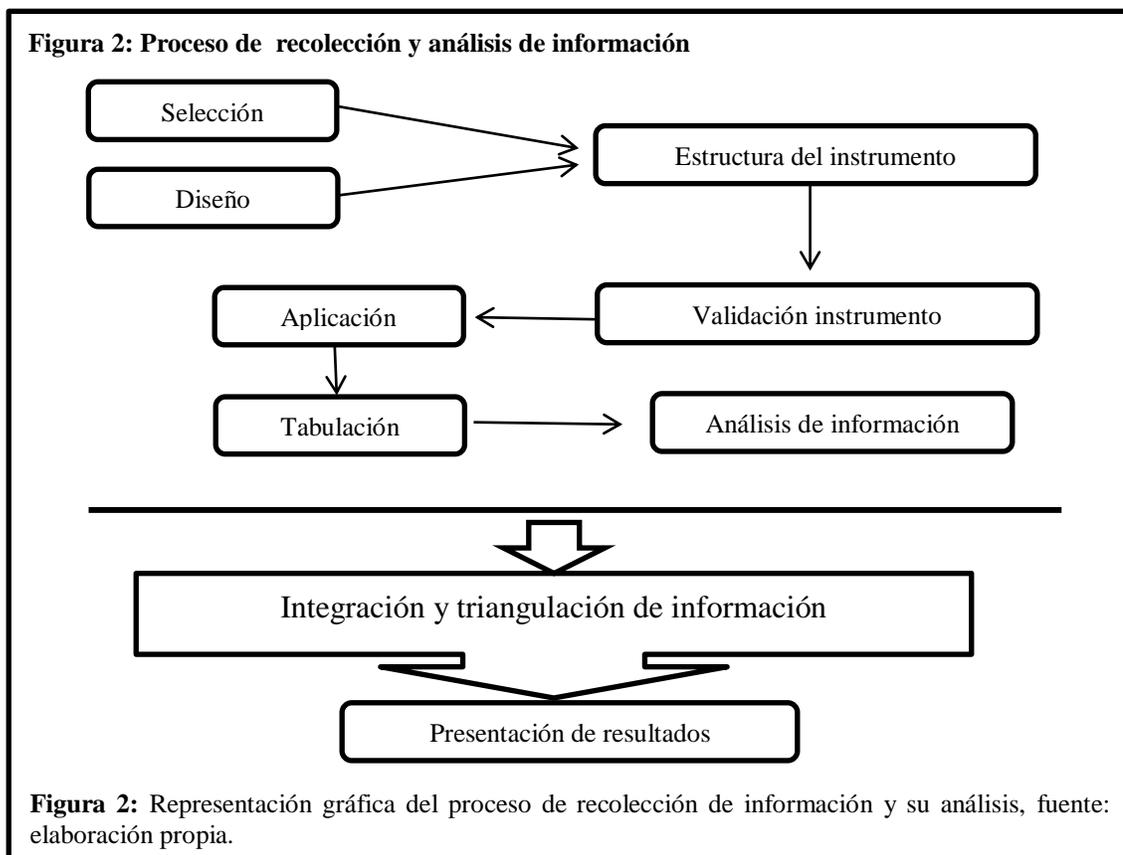 Figura 2: Proceso de recolección y análisis de información
Selección
Diseño
Estructura del instrumento
Validación instrumento
Aplicación
Tabulación
Análisis de información
Integración y triangulación de información
Presentación de resultados
Figura 2: Representación gráfica del proceso de recolección de información y su análisis, fuente:
elaboración propia.